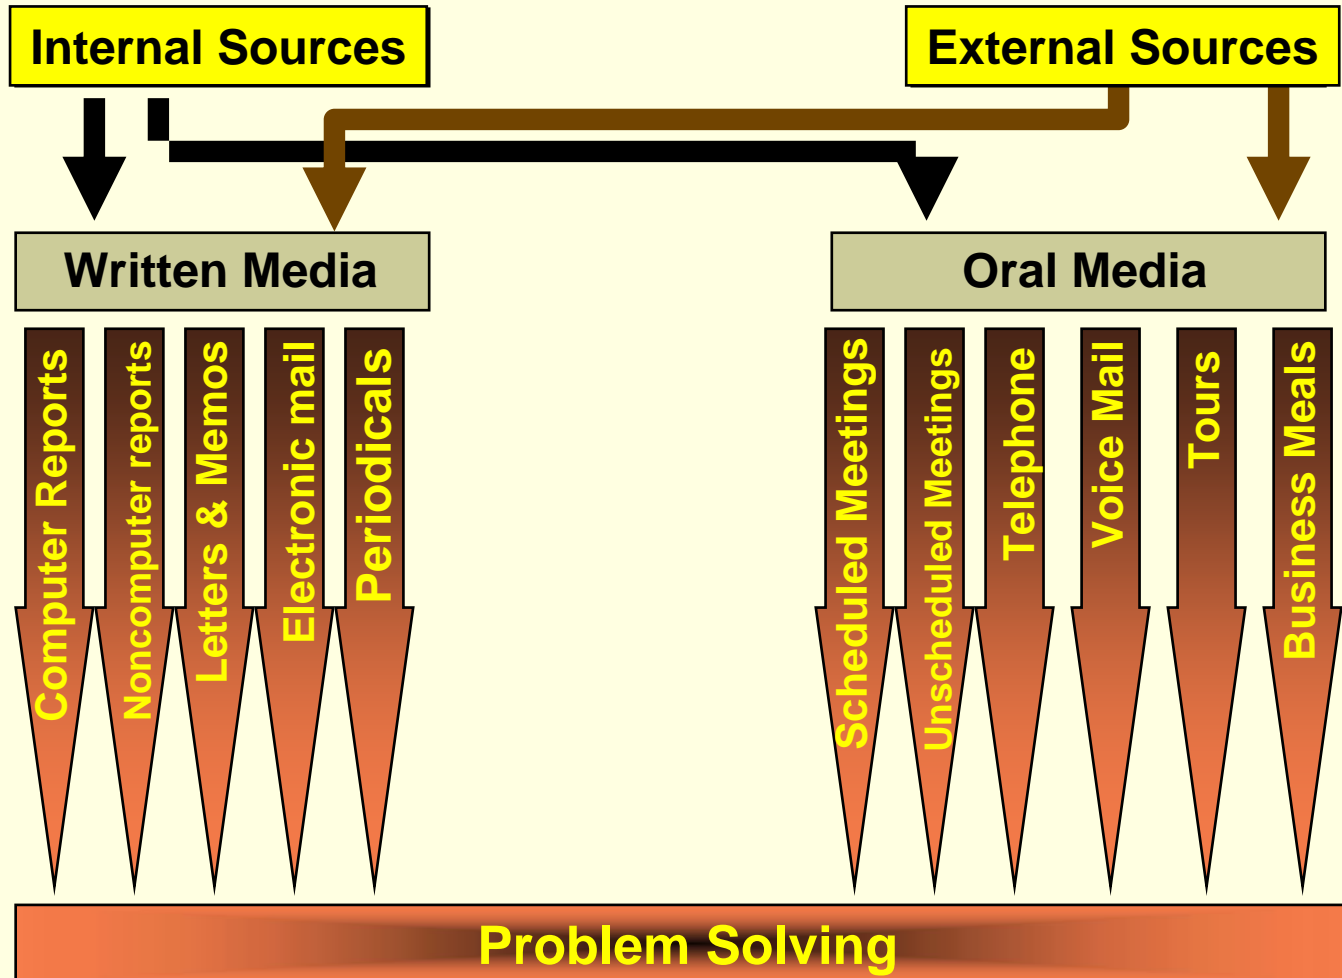 Internal Sources
External Sources
Written Media
Oral Media
Computer Reports
Noncomputer reports
Letters & Memos
Electronic mail
Periodicals
Scheduled Meetings
Unscheduled Meetings
Telephone
Voice Mail
Tours
Business Meals
Problem Solving